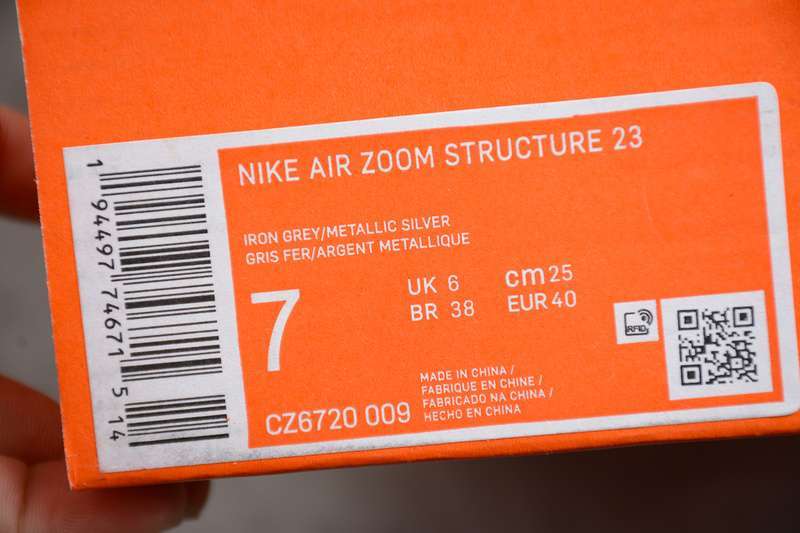 NIKE AIR ZOOM STRUCTURE 23
IRON GREY/METALLIC SILVER
GRIS FER/ARGENT METALLIQUE
7
UK 6
BR 38
cm 25
EUR 40
CZ6720 009
MADE IN CHINA /
FABRIQUE EN CHINE /
FABRICADO NA CHINA /
HECHO EN CHINA
RFID
1 94497 74671 5 14